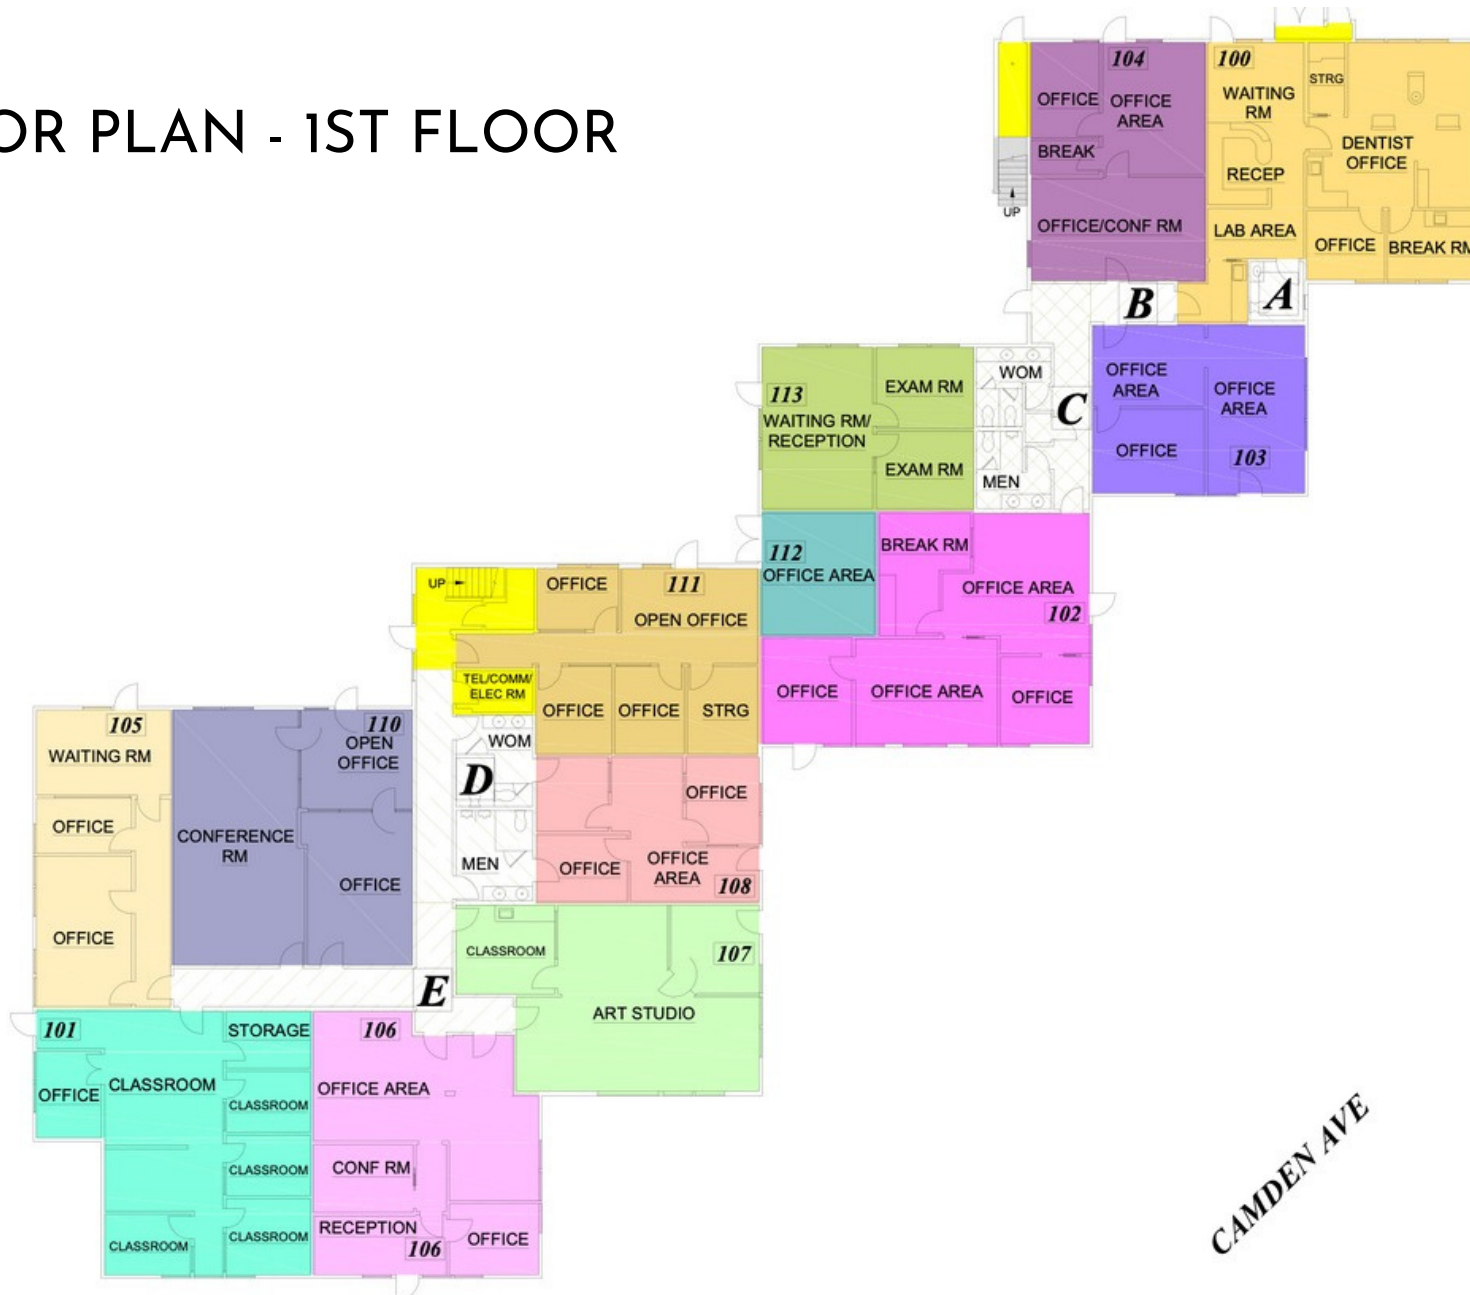 OR PLAN - 1ST FLOOR
104
OFFICE
OFFICE
AREA
BREAK
OFFICE/CONF RM
UP
100
WAITING
RM
RECEP
LAB AREA
STRG
DENTIST
OFFICE
OFFICE
BREAK RM
A
B
C
OFFICE
AREA
OFFICE
AREA
OFFICE
103
113
WAITING RM/
RECEPTION
EXAM RM
EXAM RM
WOM
MEN
112
OFFICE AREA
BREAK RM
OFFICE AREA
102
OFFICE
OFFICE AREA
OFFICE
UP
OFFICE
111
OPEN OFFICE
TEL/COMM/
ELEC RM
OFFICE
OFFICE
STRG
WOM
D
MEN
OFFICE
OFFICE
OFFICE
AREA
108
105
WAITING RM
OFFICE
OFFICE
110
OPEN
OFFICE
CONFERENCE
RM
OFFICE
E
CLASSROOM
107
ART STUDIO
101
STORAGE
OFFICE
CLASSROOM
CLASSROOM
CLASSROOM
CLASSROOM
CLASSROOM
106
OFFICE AREA
CONF RM
RECEPTION
106
OFFICE
CAMDEN AVE